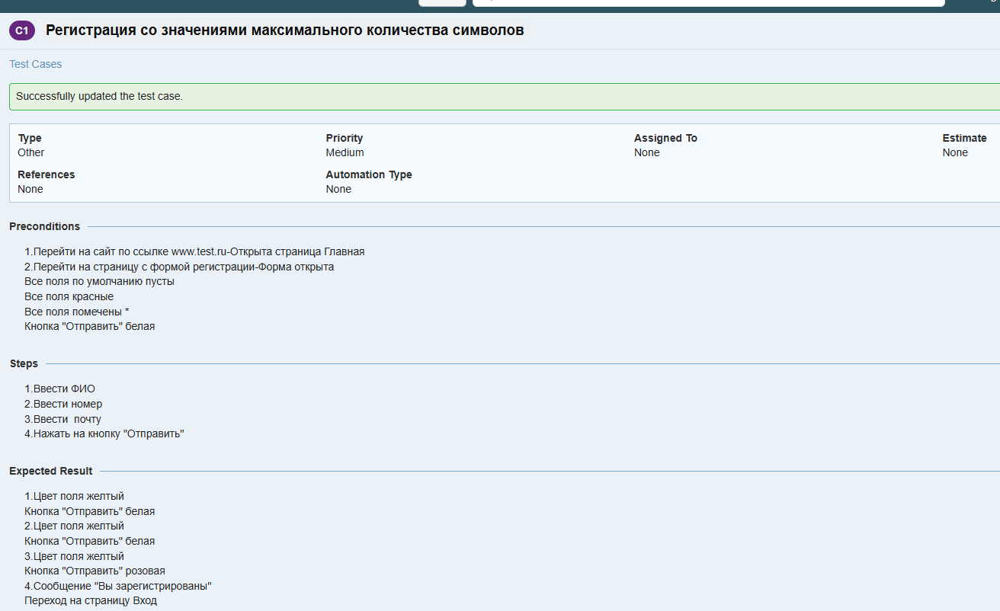 C1 Регистрация со значениями максимального количества символов
Test Cases
Successfully updated the test case.
Type Priority Assigned To Estimate
Other Medium None None
References Automation Type
None None
Preconditions
1.Перейти на сайт по ссылке www.test.ru-Открыта страница Главная
2.Перейти на страницу с формой регистрации-Форма открыта
Все поля по умолчанию пусты
Все поля красные
Все поля помечены *
Кнопка "Отправить" белая
Steps
1.Ввести ФИО
2.Ввести номер
3.Ввести  почту
4.Нажать на кнопку "Отправить"
Expected Result
1.Цвет поля желтый
Кнопка "Отправить" белая
2.Цвет поля желтый
Кнопка "Отправить" белая
3.Цвет поля желтый
Кнопка "Отправить" розовая
4.Сообщение "Вы зарегистрированы"
Переход на страницу Вход